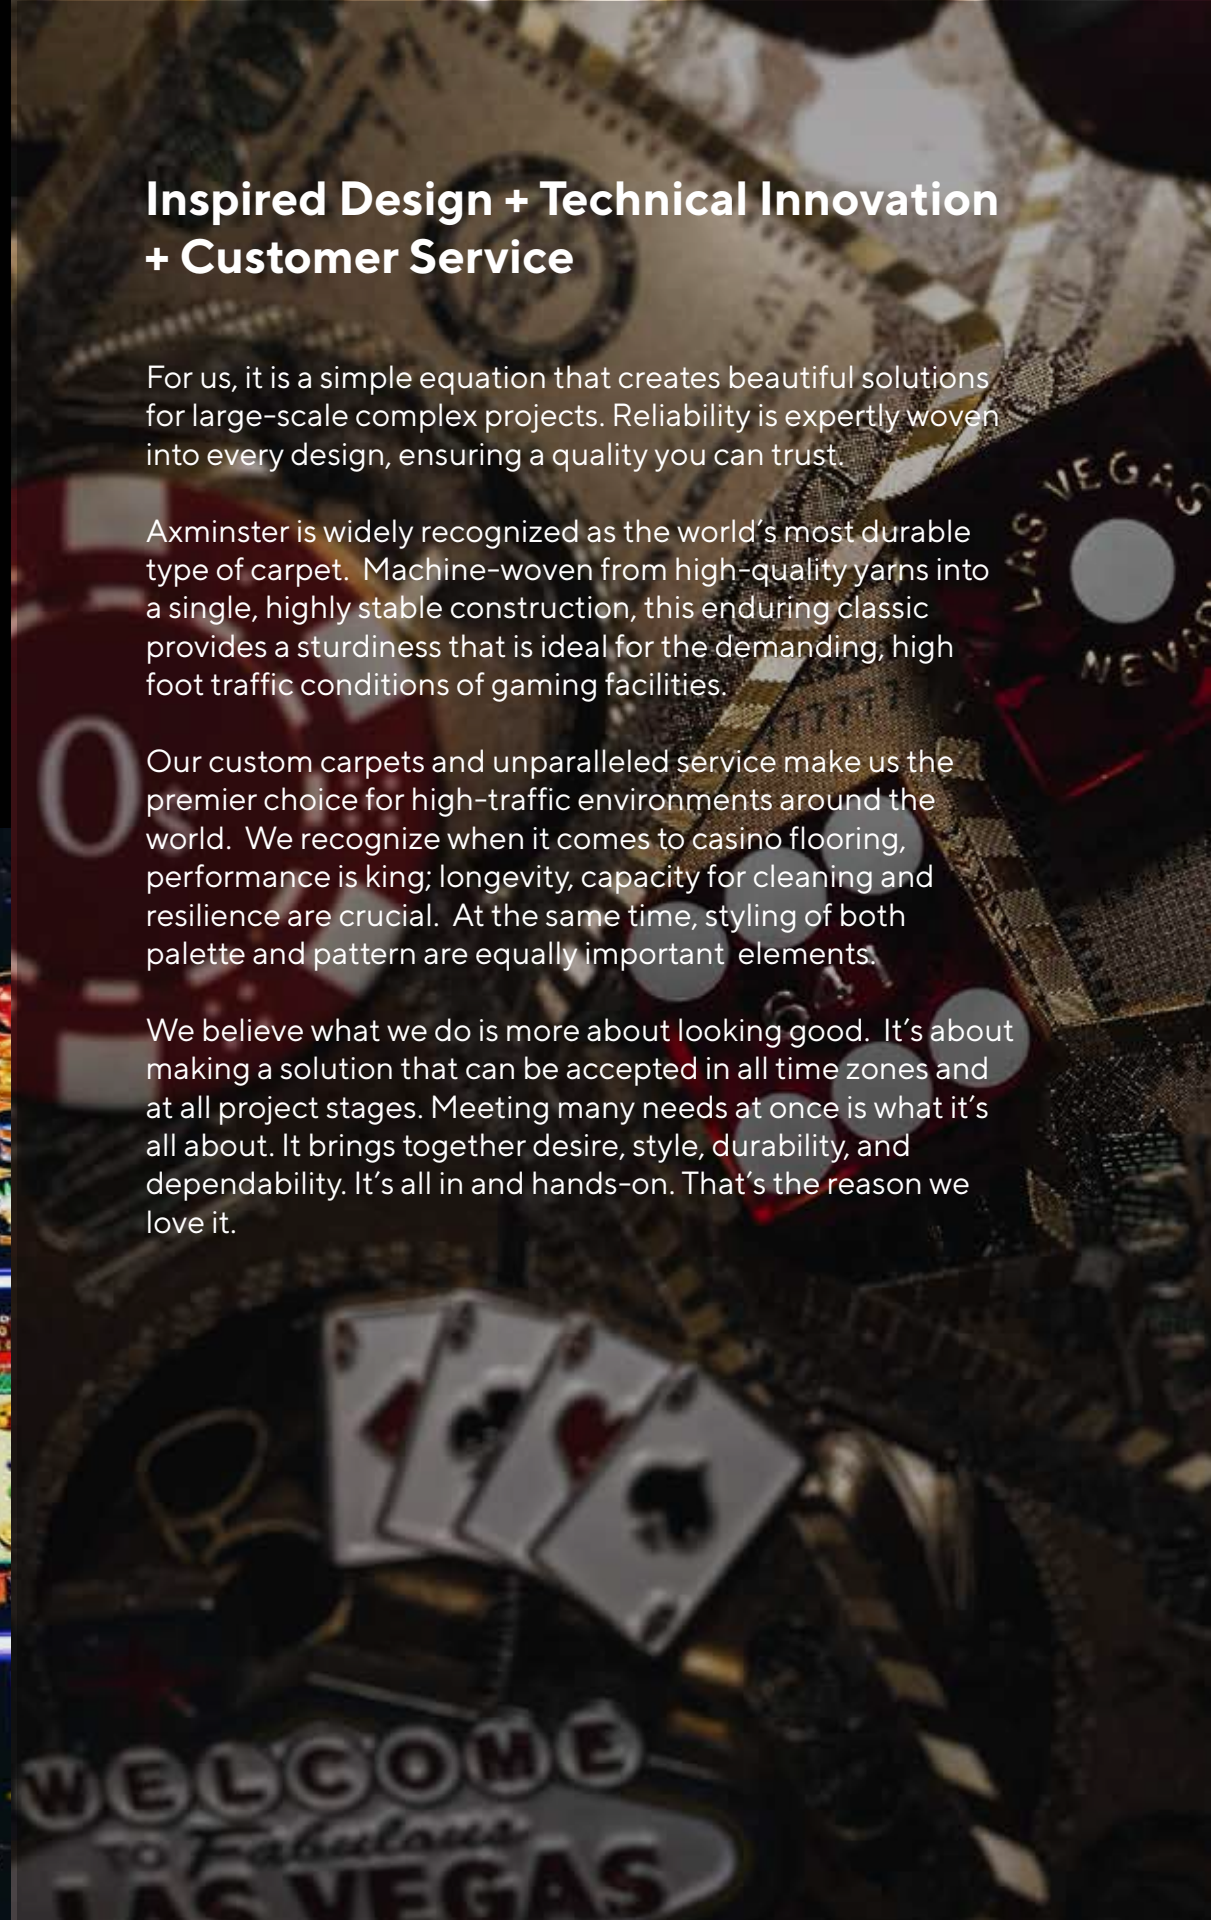 Inspired Design + Technical Innovation
+ Customer Service
For us, it is a simple equation that creates beautiful solutions
for large-scale complex projects. Reliability is expertly woven
into every design, ensuring a quality you can trust.
Axminster is widely recognized as the world's most durable
type of carpet.  Machine-woven from high-quality yarns into
a single, highly stable construction, this enduring classic
provides a sturdiness that is ideal for the demanding, high
foot traffic conditions of gaming facilities.
Our custom carpets and unparalleled service make us the
premier choice for high-traffic environments around the
world.  We recognize when it comes to casino flooring,
performance is king; longevity, capacity for cleaning and
resilience are crucial.  At the same time, styling of both
palette and pattern are equally important  elements.
We believe what we do is more about looking good.  It's about
making a solution that can be accepted in all time zones and
at all project stages. Meeting many needs at once is what it's
all about. It brings together desire, style, durability, and
dependability. It's all in and hands-on. That's the reason we
love it.
LAS VEGAS
641
WELCOME
TO Fabulous
LAS VEGAS